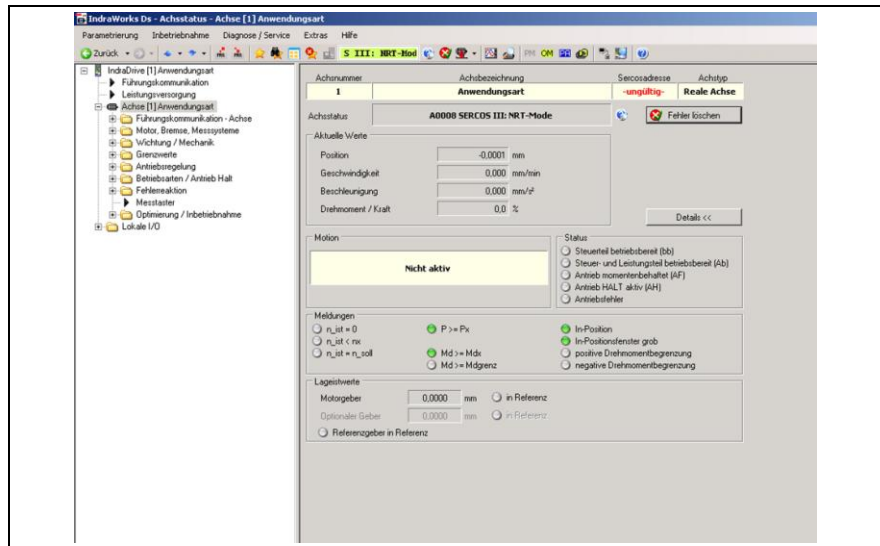 IndraWorks Ds - Achsstatus - Achse [1] Anwendungsart
Parametrierung Inbetriebnahme Diagnose / Service Extras Hilfe
Zurück S III: NRT-Mod PM OM
IndraDrive [1] Anwendungsart
Führungskommunikation
Leistungsversorgung
Achse [1] Anwendungsart
Führungskommunikation - Achse
Motor, Bremse, Messsysteme
Wichtung / Mechanik
Grenzwerte
Antriebsregelung
Betriebsarten / Antrieb Halt
Fehlerreaktion
Messtaster
Optimierung / Inbetriebnahme
Lokale I/O
Achsnummer Achsbezeichnung Sercosadresse Achstyp
1 Anwendungsart -ungültig- Reale Achse
Achsstatus A0008 SERCOS III: NRT-Mode Fehler löschen
Aktuelle Werte
Position -0,0001 mm
Geschwindigkeit 0,000 mm/min
Beschleunigung 0,000 mm/s²
Drehmoment / Kraft 0,0 %
Details <<
Motion
Nicht aktiv
Status
Steuerteil betriebsbereit (bb)
Steuer- und Leistungsteil betriebsbereit (Ab)
Antrieb momentenbehaftet (AF)
Antrieb HALT aktiv (AH)
Antriebsfehler
Meldungen
n_ist = 0 P >= Px In-Position
n_ist < nx In-Positionsfenster grob
n_ist = n_soll Md >= Mdx positive Drehmomentbegrenzung
Md >= Mdgrenz negative Drehmomentbegrenzung
Lageistwerte
Motorgeber 0,0000 mm in Referenz
Optionaler Geber 0,0000 mm in Referenz
Referenzgeber in Referenz